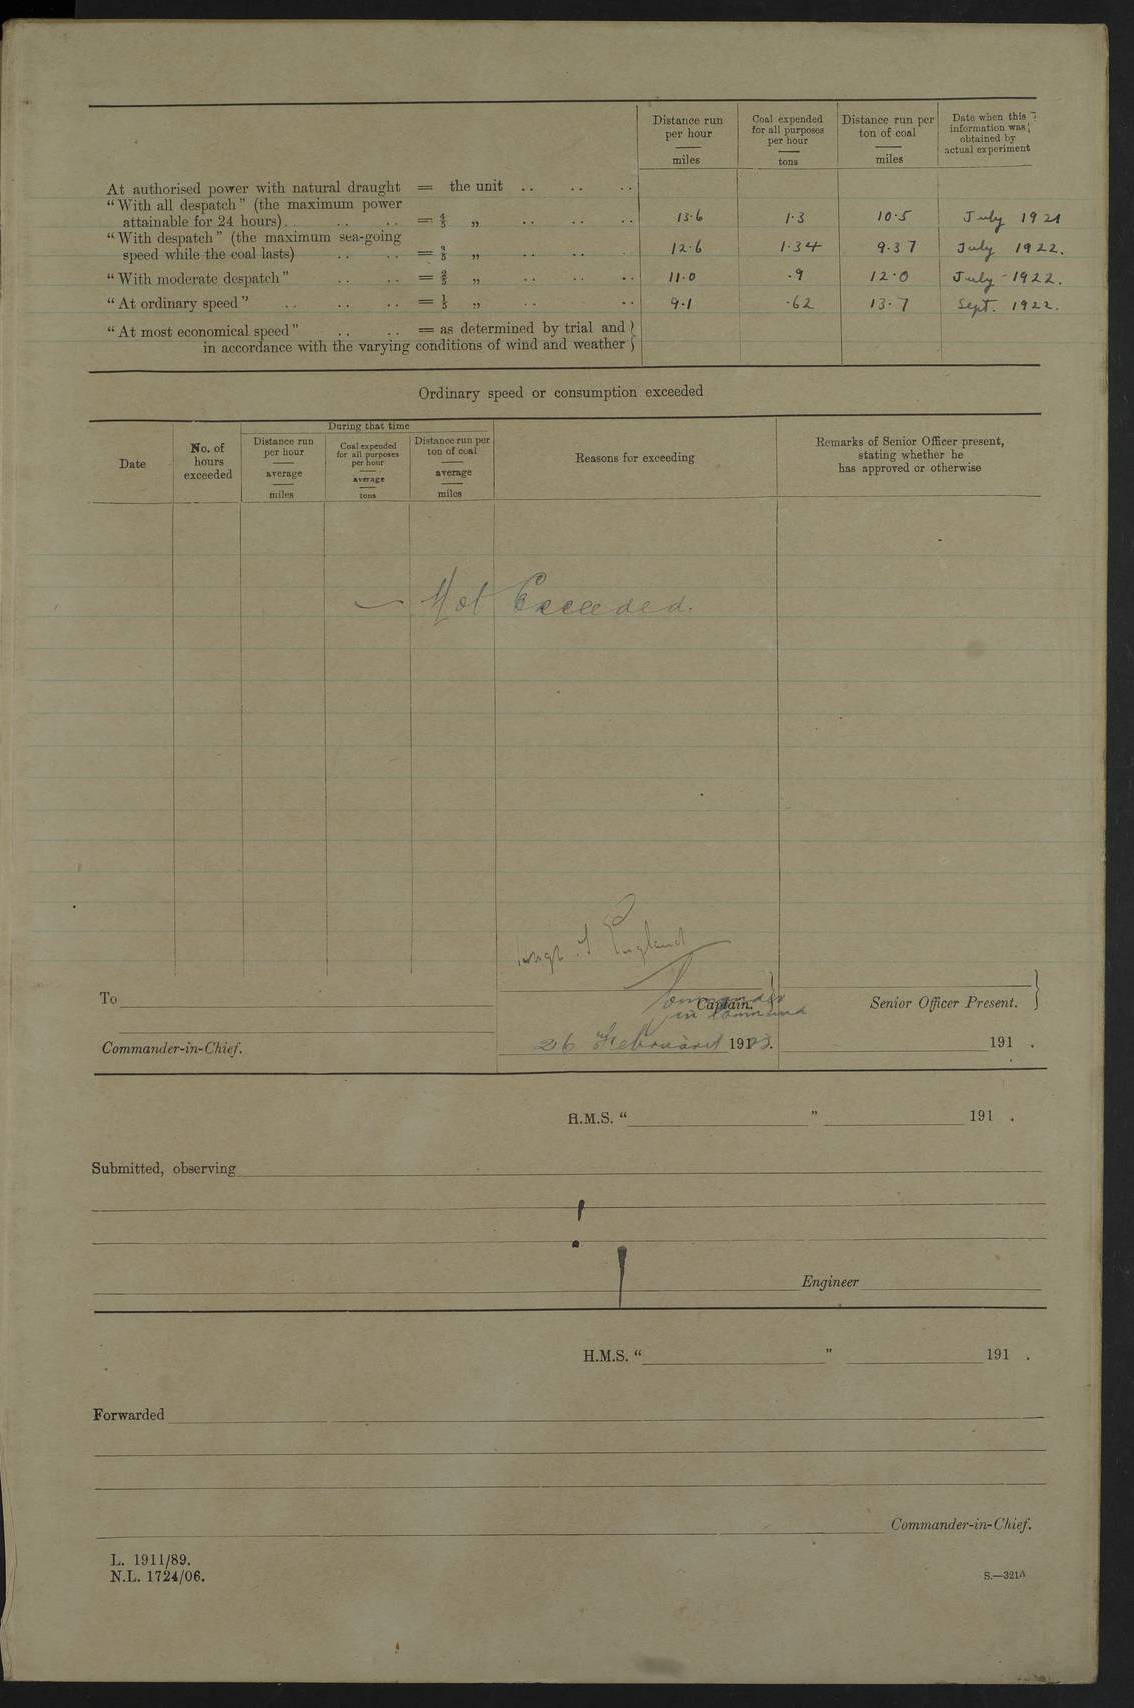 Distance run per hour — miles
Coal expended for all purposes per hour — tons
Distance run per ton of coal — miles
Date when this information was obtained by actual experiment
At authorised power with natural draught = the unit .. .. ..
"With all despatch" (the maximum power
attainable for 24 hours).. .. .. = 4/5 „ .. .. .. 13·6 1·3 10·5 July 1921
"With despatch" (the maximum sea-going
speed while the coal lasts) .. .. = 3/5 „ .. .. .. 12·6 1·34 9·37 July 1922.
"With moderate despatch" .. .. = 2/5 „ .. .. .. 11·0 ·9 12·0 July - 1922.
"At ordinary speed" .. .. .. = 1/5 „ .. .. 9·1 ·62 13·7 Sept. 1922.
"At most economical speed" .. .. = as determined by trial and }
in accordance with the varying conditions of wind and weather }
Ordinary speed or consumption exceeded
Date
No. of hours exceeded
During that time
Distance run per hour — average — miles
Coal expended for all purposes per hour — average — tons
Distance run per ton of coal — average — miles
Reasons for exceeding
Remarks of Senior Officer present, stating whether he has approved or otherwise
— Not Exceeded.
England
Commander
in Command
To
Captain. }
Senior Officer Present. }
Commander-in-Chief.
26 February 1923.
191 .
H.M.S. " " 191 .
Submitted, observing
Engineer
H.M.S. " " 191 .
Forwarded
Commander-in-Chief.
L. 1911/89.
N.L. 1724/06.
S.—321A